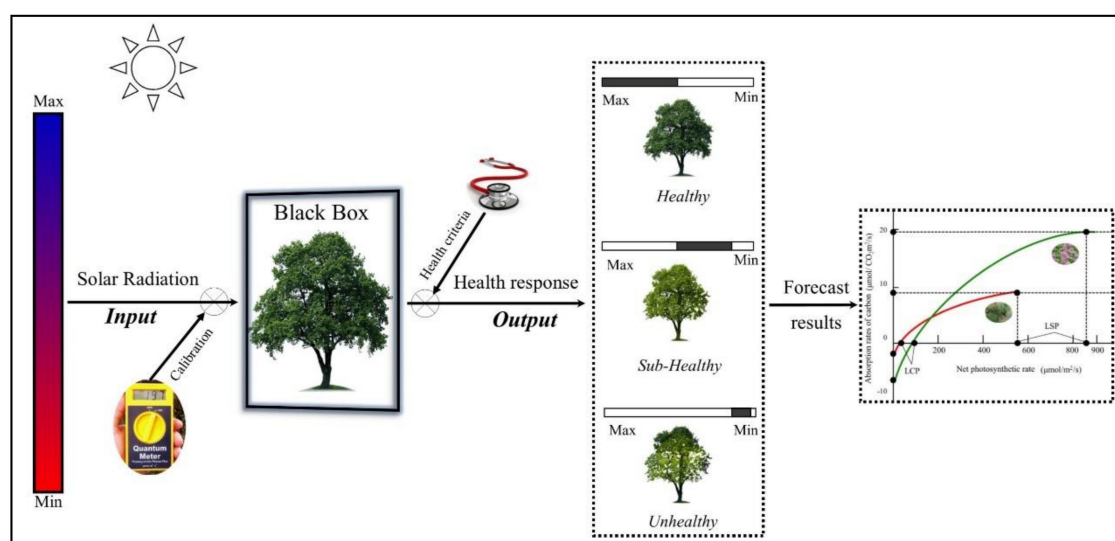 Max
Min
Solar Radiation
Input
Calibration
Quantum
Meter
Black Box
Health criteria
Health response
Output
Max
Min
Healthy
Max
Min
Sub-Healthy
Max
Min
Unhealthy
Forecast
results
Absorption rates of carbon (μmol/ CO₂m²/s)
20
10
0
-10
200
400
600
800
900
LCP
LSP
Net photosynthetic rate (μmol/m²/s)